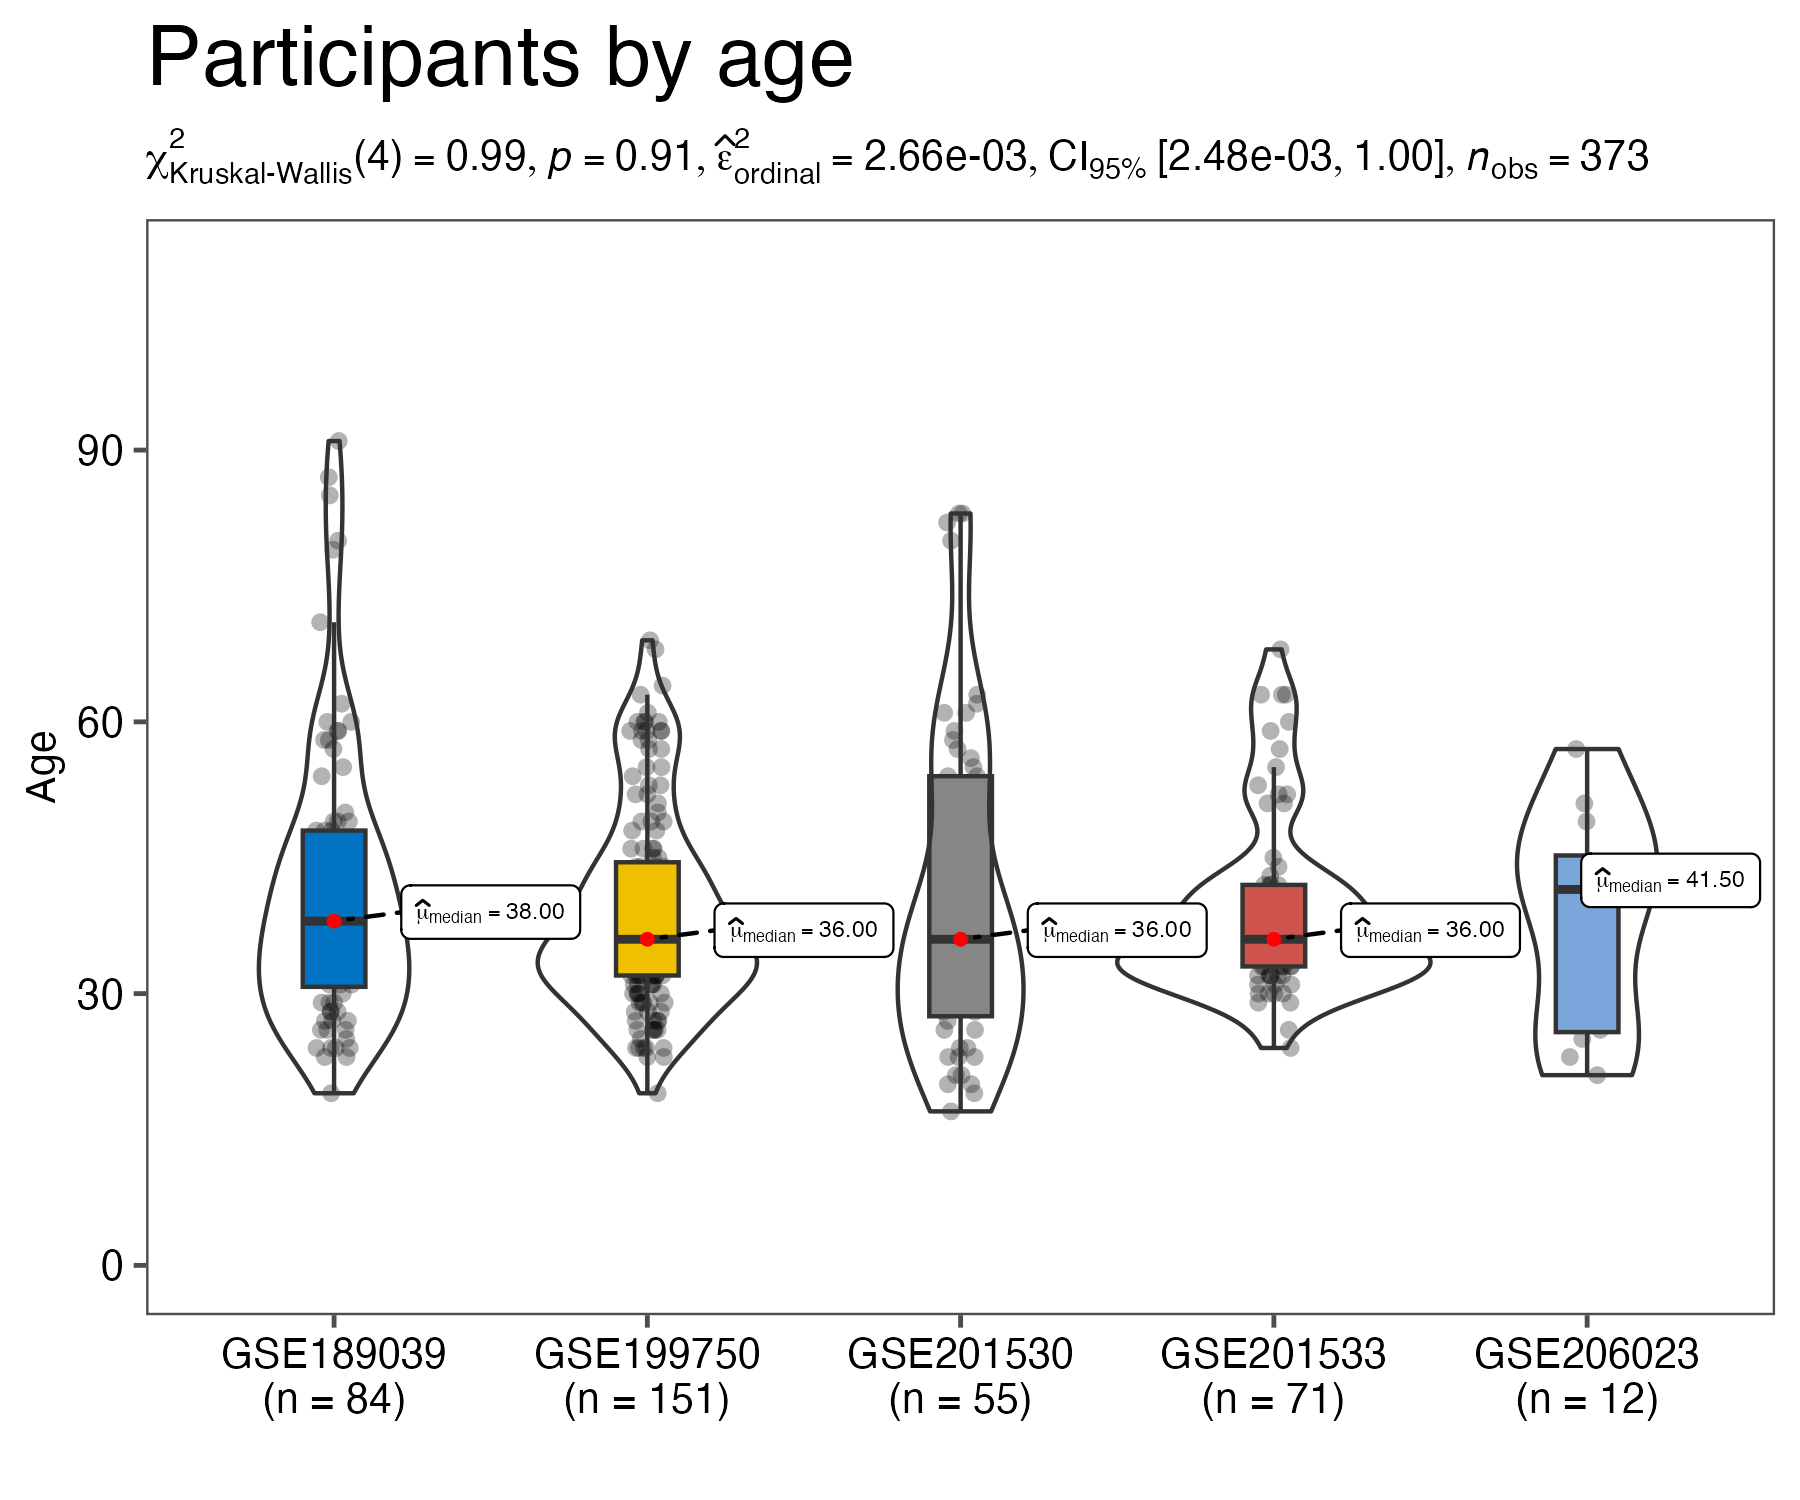 Participants by age
χ²Kruskal-Wallis(4) = 0.99, p = 0.91, ε̂²ordinal = 2.66e-03, CI95% [2.48e-03, 1.00], nobs = 373
Age
90
60
30
0
μ̂median = 38.00
μ̂median = 36.00
μ̂median = 36.00
μ̂median = 36.00
μ̂median = 41.50
GSE189039
(n = 84)
GSE199750
(n = 151)
GSE201530
(n = 55)
GSE201533
(n = 71)
GSE206023
(n = 12)